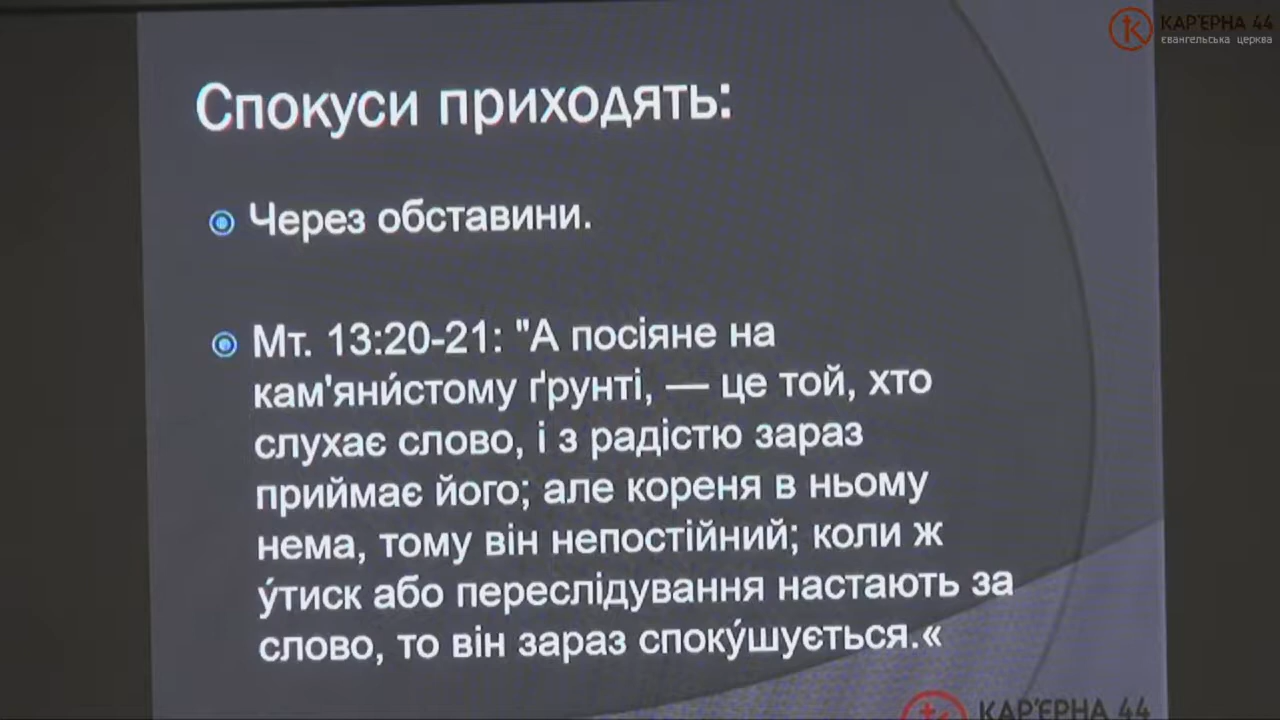 КАР'ЄРНА 44
євангельська церква
Спокуси приходять:
Через обставини.
Мт. 13:20-21: "А посіяне на
кам'яни́стому ґрунті, — це той, хто
слухає слово, і з радістю зараз
приймає його; але кореня в ньому
нема, тому він непостійний; коли ж
у́тиск або переслідування настають за
слово, то він зараз споку́шується.«
КАР'ЄРНА 44